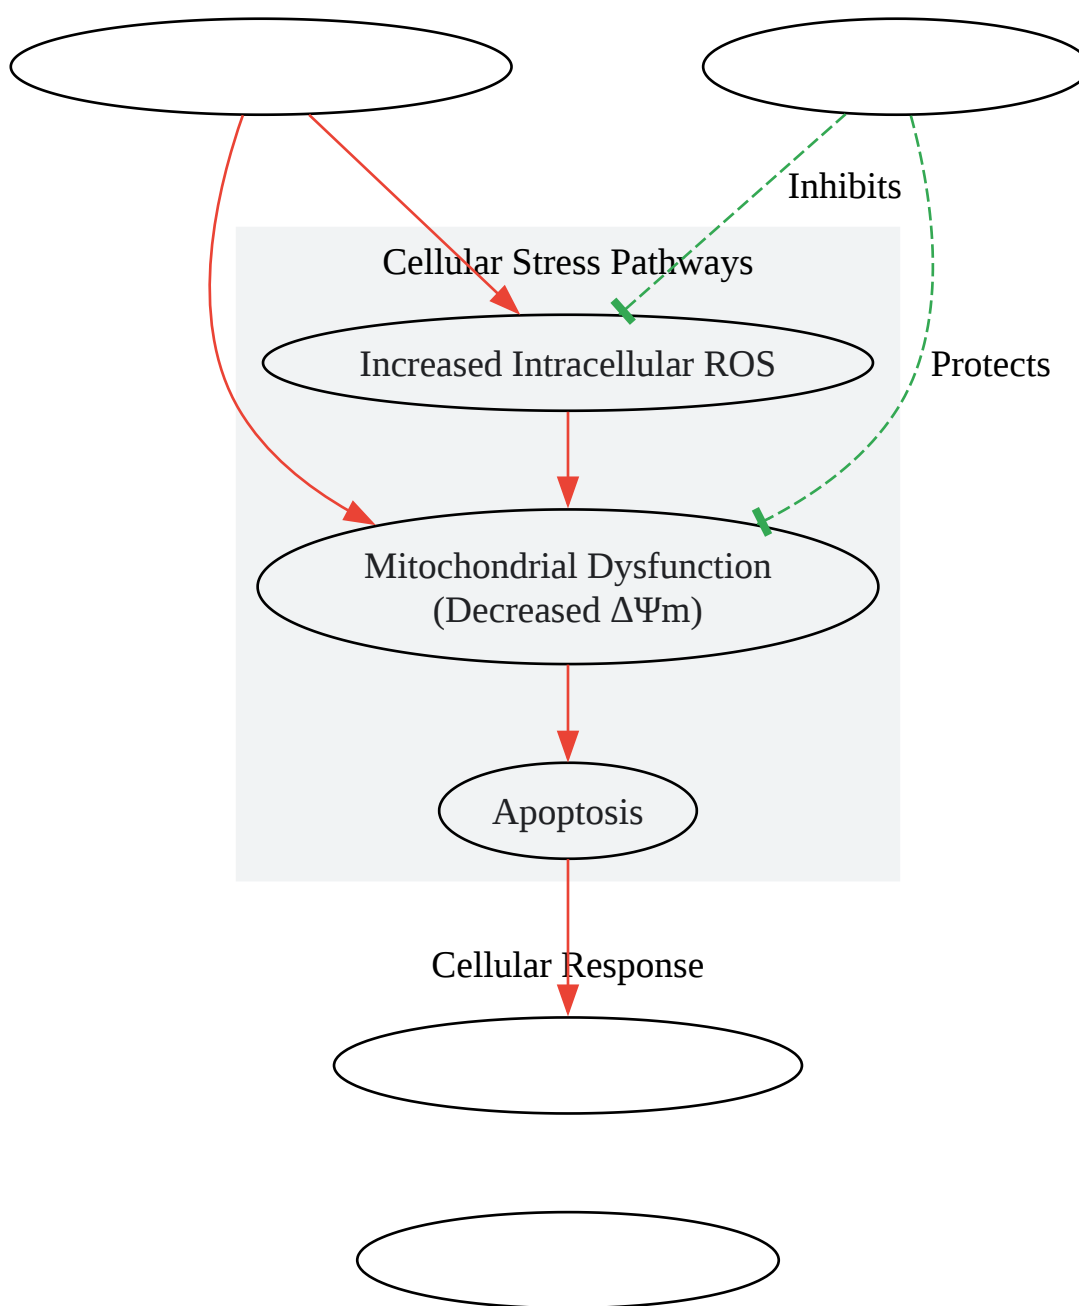 Inhibits
Cellular Stress Pathways
Increased Intracellular ROS
Protects
Mitochondrial Dysfunction
(Decreased ΔΨm)
Apoptosis
Cellular Response